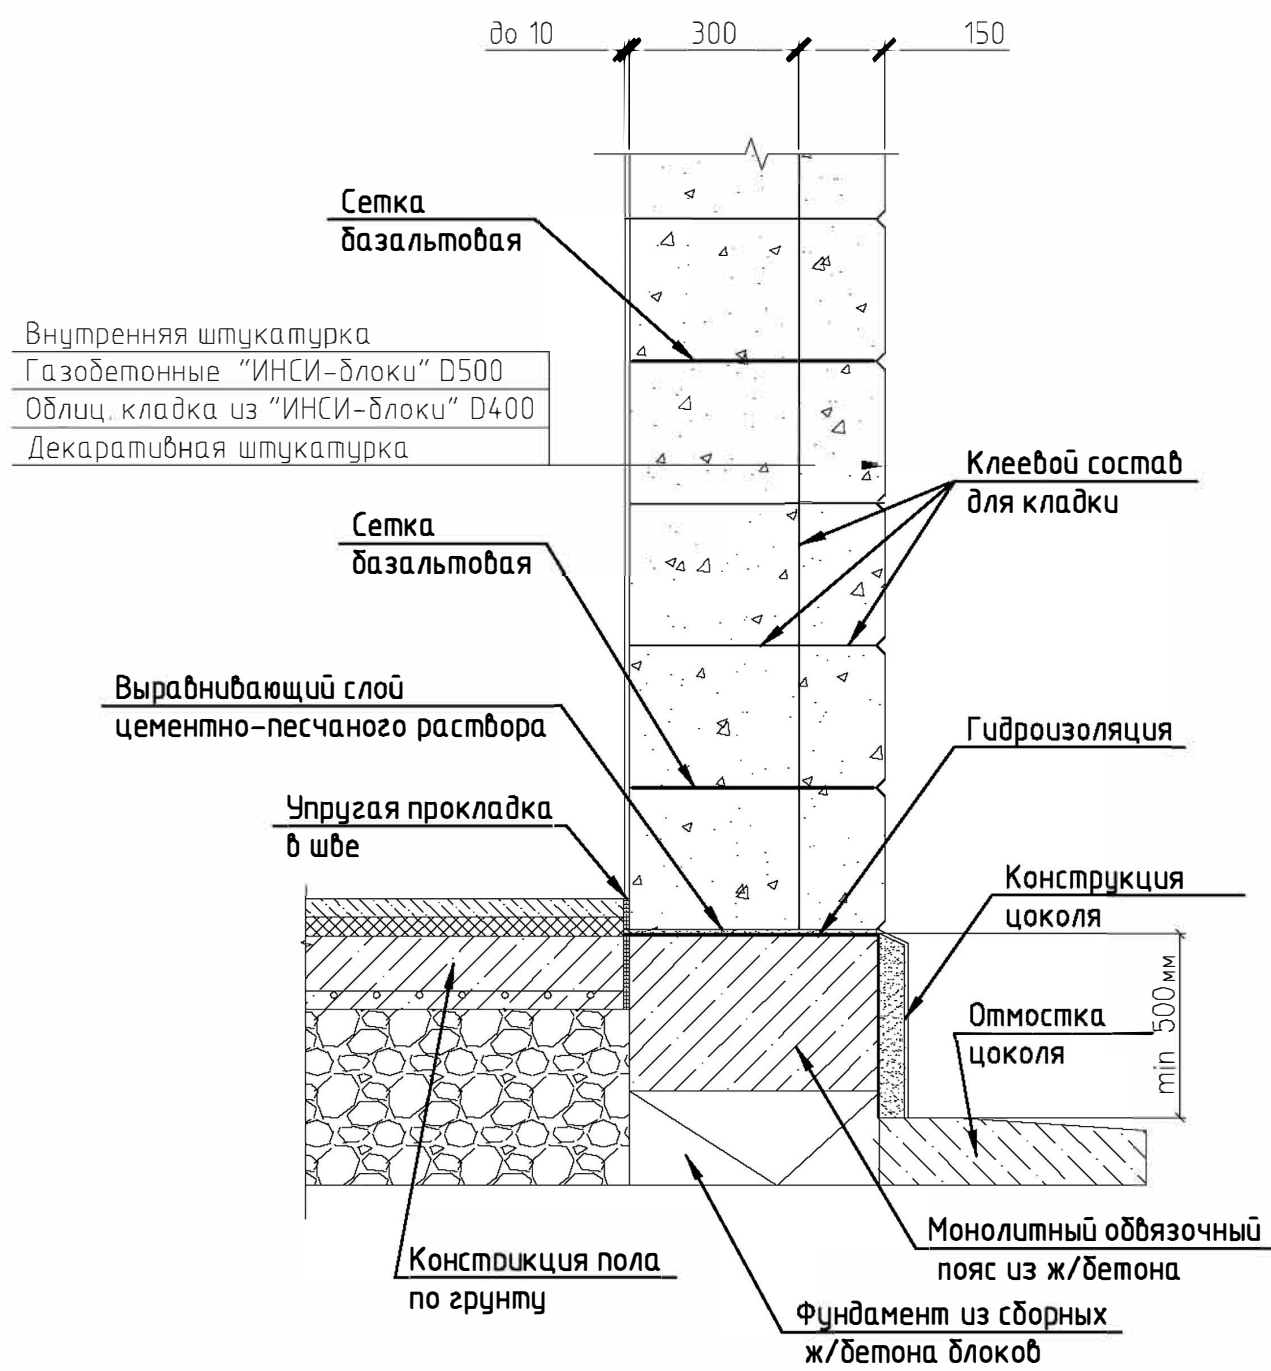 до 10 300 150
Сетка
базальтовая
Внутренняя штукатурка
Газобетонные "ИНСИ-блоки" D500
Облиц. кладка из "ИНСИ-блоки" D400
Декаративная штукатурка
Клеевой состав
для кладки
Сетка
базальтовая
Выравнивающий слой
цементно-песчаного раствора
Гидроизоляция
Упругая прокладка
в шве
Конструкция
цоколя
min 500мм
Отмостка
цоколя
Монолитный обвязочный
пояс из ж/бетона
Констрикция пола
по грунту
Фундамент из сборных
ж/бетона блоков